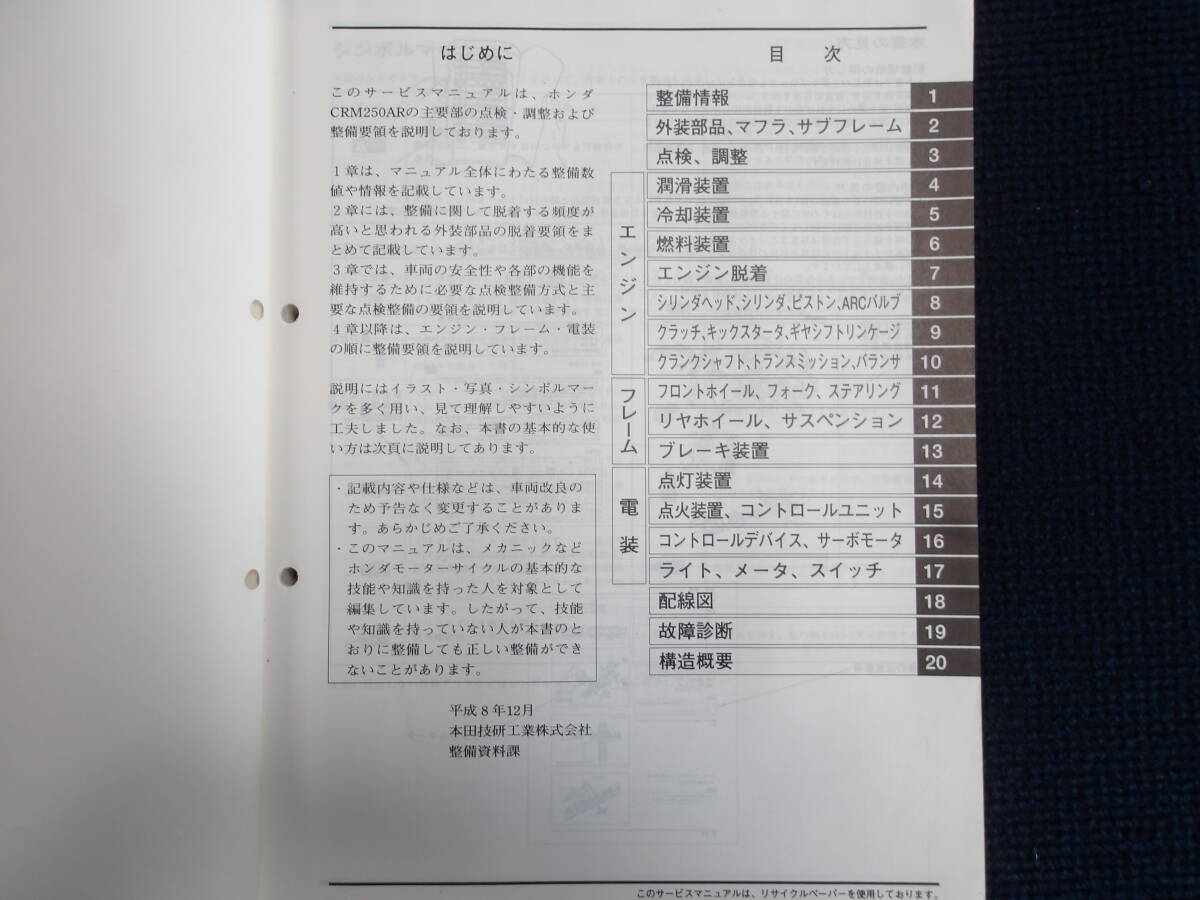 はじめに
このサービスマニュアルは、ホンダ
CRM250ARの主要部の点検・調整および
整備要領を説明しております。
1章は、マニュアル全体にわたる整備数
値や情報を記載しています。
2章には、整備に関して脱着する頻度が
高いと思われる外装部品の脱着要領をま
とめて記載しています。
3章では、車両の安全性や各部の機能を
維持するために必要な点検整備方式と主
要な点検整備の要領を説明しています。
4章以降は、エンジン・フレーム・電装
の順に整備要領を説明しています。
説明にはイラスト・写真・シンボルマー
クを多く用い、見て理解しやすいように
工夫しました。なお、本書の基本的な使
い方は次頁に説明してあります。
・記載内容や仕様などは、車両改良の
ため予告なく変更することがありま
す。あらかじめご了承ください。
・このマニュアルは、メカニックなど
ホンダモーターサイクルの基本的な
技能や知識を持った人を対象として
編集しています。したがって、技能
や知識を持っていない人が本書のと
おりに整備しても正しい整備ができ
ないことがあります。
平成8年12月
本田技研工業株式会社
整備資料課
目 次
整備情報 1
外装部品、マフラ、サブフレーム 2
点検、調整 3
エンジン
潤滑装置 4
冷却装置 5
燃料装置 6
エンジン脱着 7
シリンダヘッド、シリンダ、ピストン、ARCバルブ 8
クラッチ、キックスタータ、ギヤシフトリンケージ 9
クランクシャフト、トランスミッション、バランサ 10
フレーム
フロントホイール、フォーク、ステアリング 11
リヤホイール、サスペンション 12
ブレーキ装置 13
電装
点灯装置 14
点火装置、コントロールユニット 15
コントロールデバイス、サーボモータ 16
ライト、メータ、スイッチ 17
配線図 18
故障診断 19
構造概要 20
このサービスマニュアルは、リサイクルペーパーを使用しております。